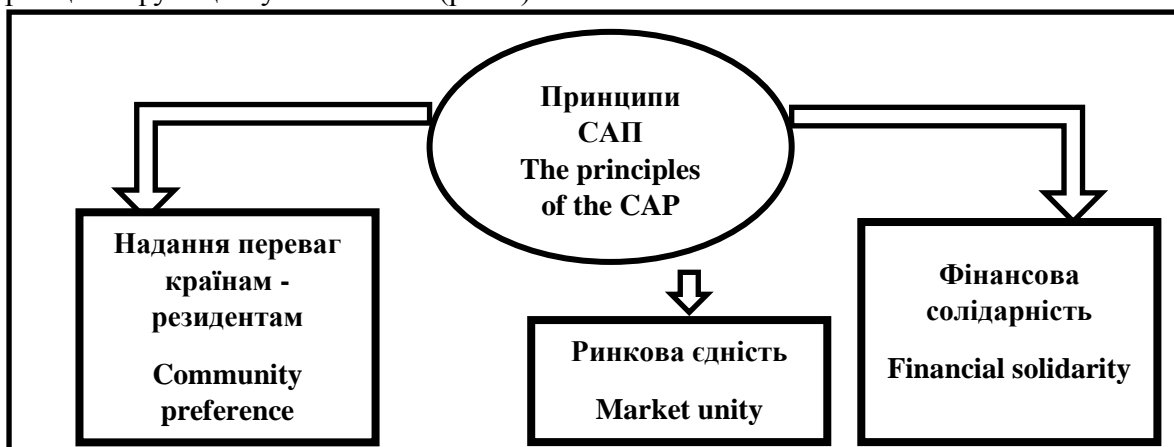 Принципи
САП
The principles
of the CAP
Надання переваг
країнам -
резидентам
Community
preference
Ринкова єдність
Market unity
Фінансова
солідарність
Financial solidarity